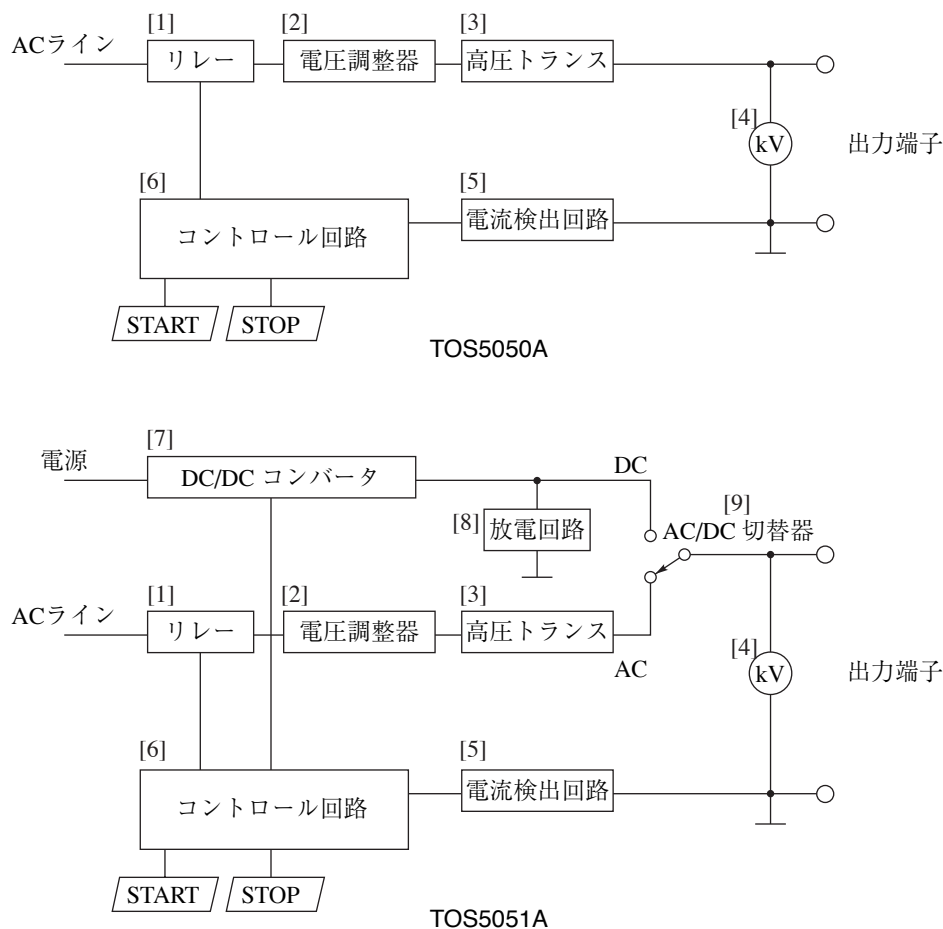 [1] [2] [3]
ACライン リレー 電圧調整器 高圧トランス
[4]
kV 出力端子
[6] [5]
コントロール回路 電流検出回路
START STOP
TOS5050A
[7]
電源 DC/DC コンバータ DC
[9]
[8] 放電回路 AC/DC 切替器
[1] [2] [3]
ACライン リレー 電圧調整器 高圧トランス
AC
[4]
kV 出力端子
[6] [5]
コントロール回路 電流検出回路
START STOP
TOS5051A